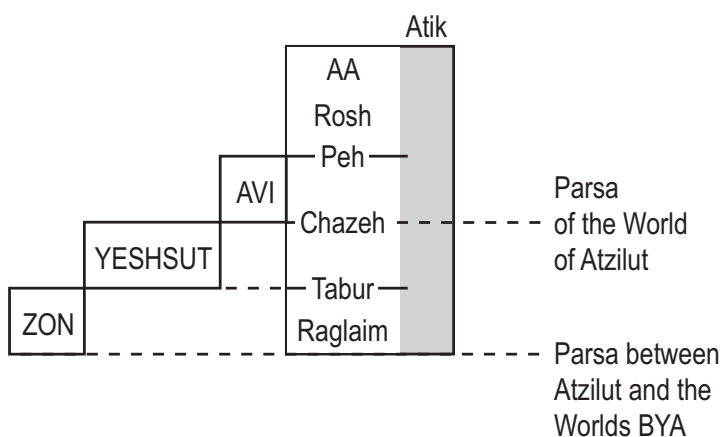 Atik
AA
Rosh
Peh
AVI
Chazeh
Parsa
of the World
of Atzilut
YESHSUT
Tabur
ZON
Raglaim
Parsa between
Atzilut and the
Worlds BYA